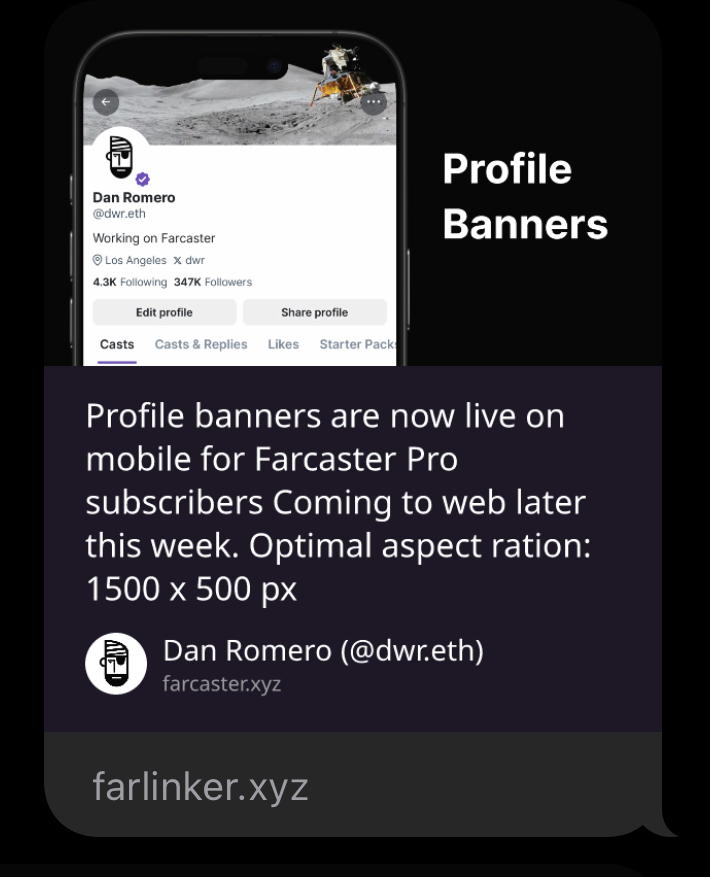 Profile
Banners
Dan Romero
@dwr.eth
Working on Farcaster
Los Angeles X dwr
4.3K Following 347K Followers
Edit profile Share profile
Casts Casts & Replies Likes Starter Packs
Profile banners are now live on
mobile for Farcaster Pro
subscribers Coming to web later
this week. Optimal aspect ration:
1500 x 500 px
Dan Romero (@dwr.eth)
farcaster.xyz
farlinker.xyz